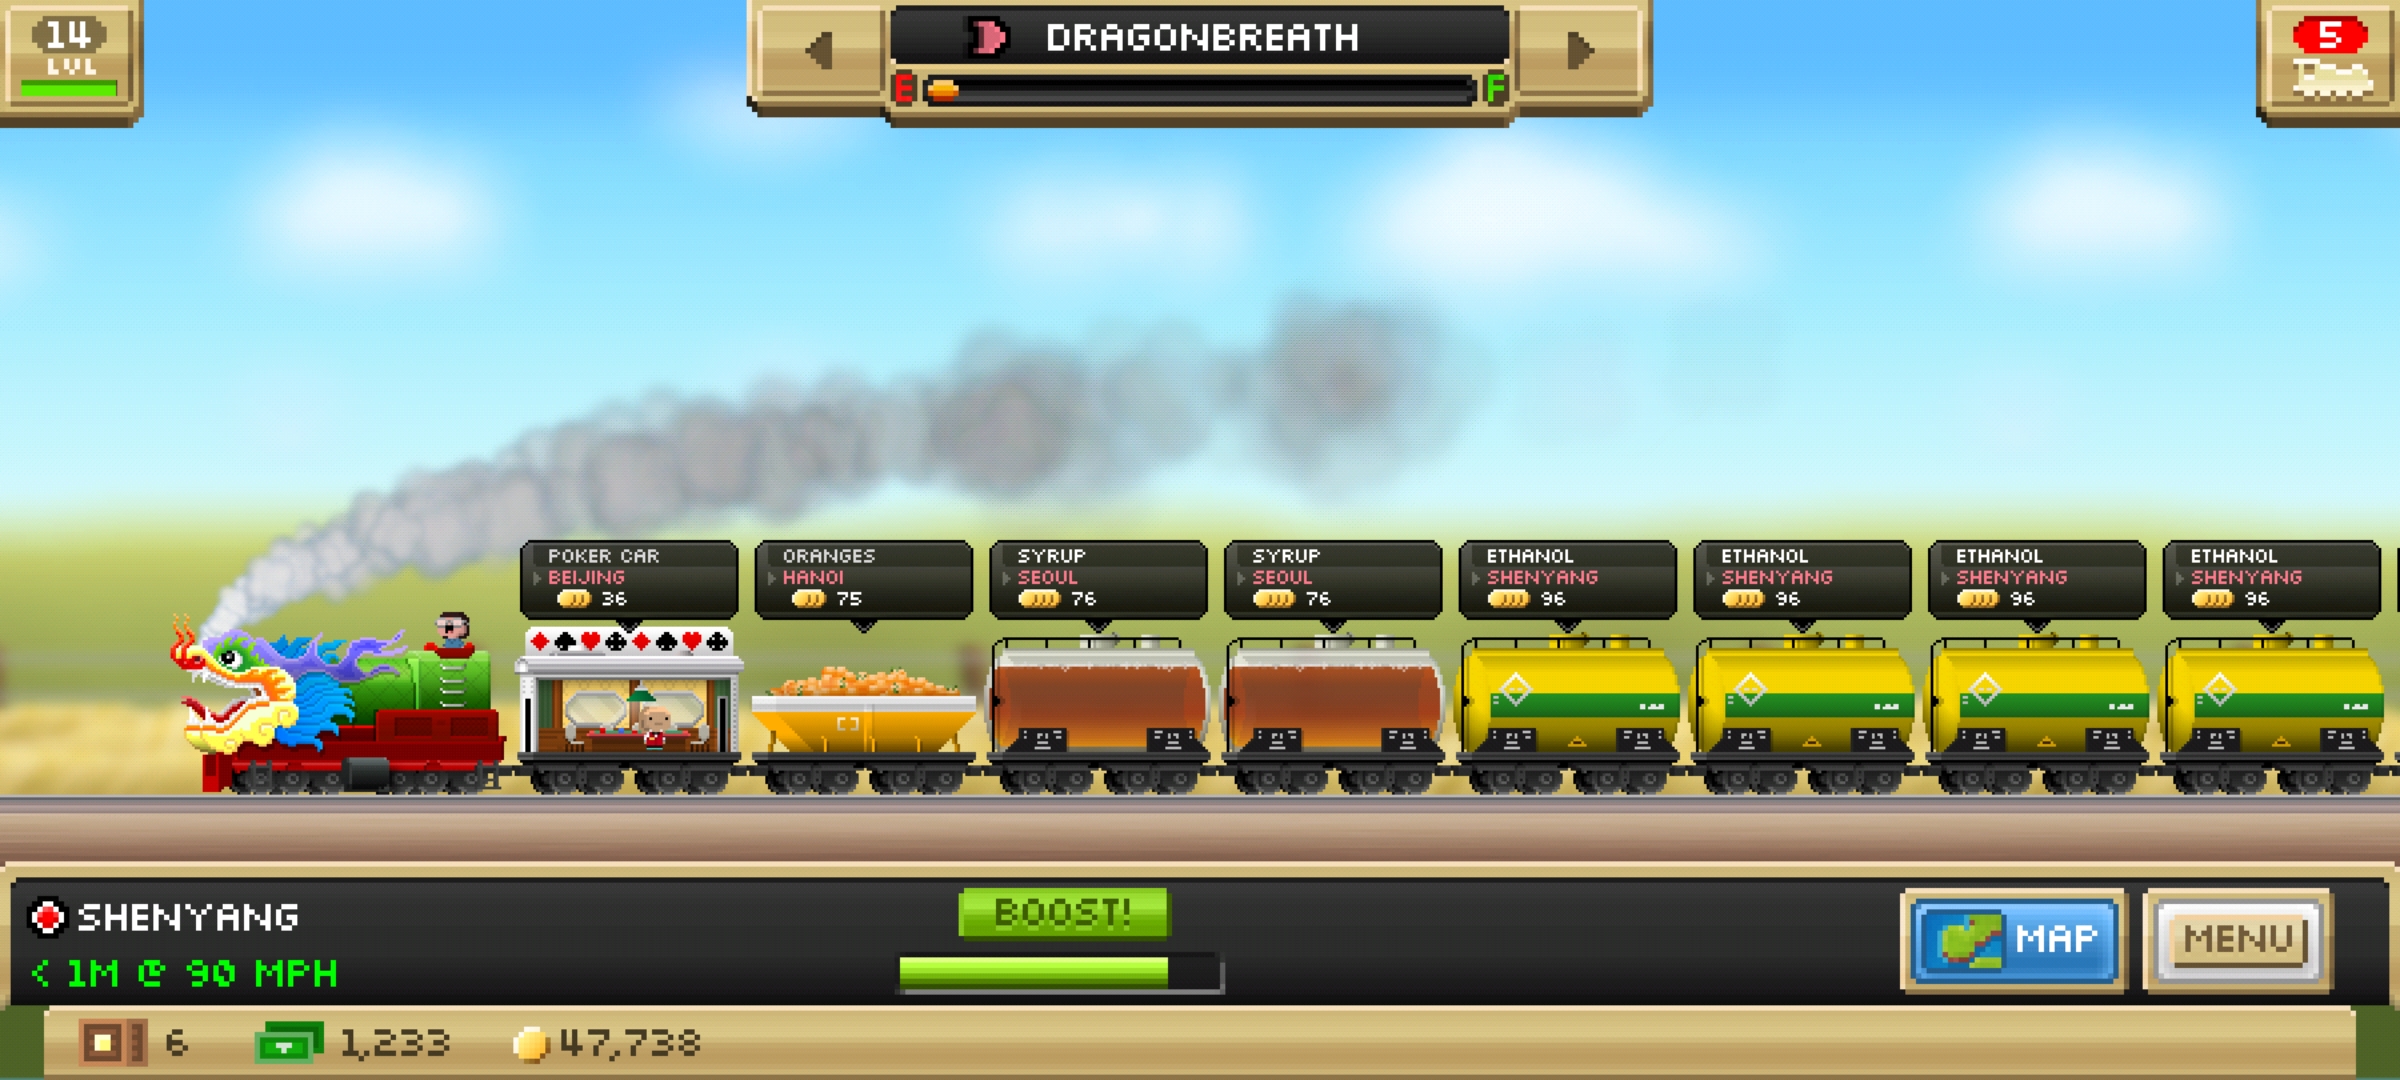 14
LVL
DRAGONBREATH
E F
5
POKER CAR
BEIJING
36
ORANGES
HANOI
75
SYRUP
SEOUL
76
SYRUP
SEOUL
76
ETHANOL
SHENYANG
96
ETHANOL
SHENYANG
96
ETHANOL
SHENYANG
96
ETHANOL
SHENYANG
96
SHENYANG
< 1M @ 90 MPH
BOOST!
MAP
MENU
6 1,233 47,738